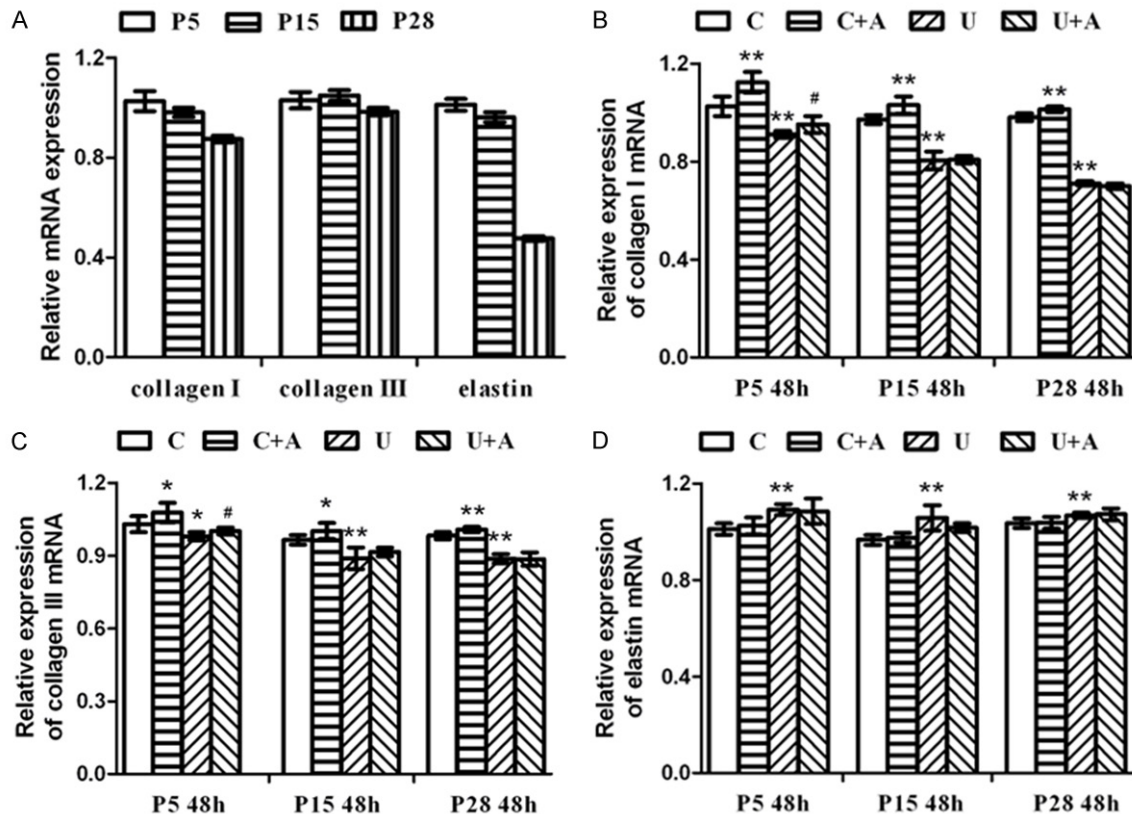 A
P5 P15 P28
Relative mRNA expression
1.2
0.8
0.4
0.0
collagen I collagen III elastin
B
C C+A U U+A
Relative expression
of collagen I mRNA
1.2
0.8
0.4
0.0
** ** # ** ** ** **
P5 48h P15 48h P28 48h
C
C C+A U U+A
Relative expression
of collagen III mRNA
1.2
0.9
0.6
0.3
0.0
* * # * ** ** **
P5 48h P15 48h P28 48h
D
C C+A U U+A
Relative expression
of elastin mRNA
1.2
0.9
0.6
0.3
0.0
** ** **
P5 48h P15 48h P28 48h